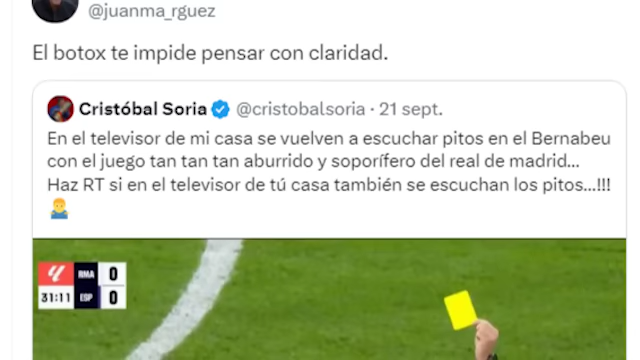 @juanma_rguez
El botox te impide pensar con claridad.
Cristóbal Soria @cristobalsoria · 21 sept.
En el televisor de mi casa se vuelven a escuchar pitos en el Bernabeu
con el juego tan tan tan aburrido y soporífero del real de madrid...
Haz RT si en el televisor de tú casa también se escuchan los pitos...!!!
RMA 0
31:11 ESP 0